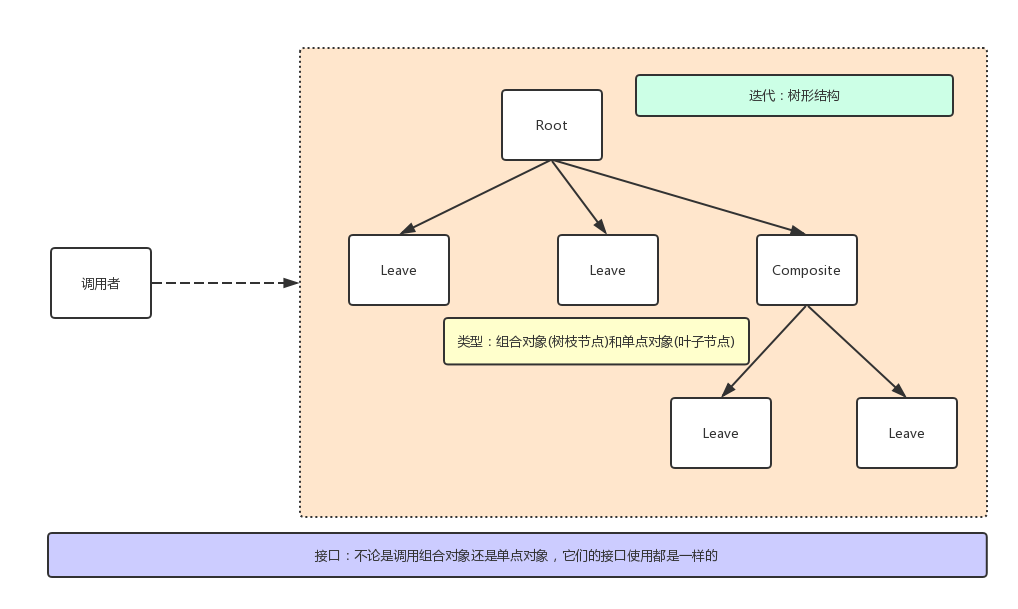 迭代：树形结构
Root
Leave
Leave
Composite
调用者
类型：组合对象(树枝节点)和单点对象(叶子节点)
Leave
Leave
接口：不论是调用组合对象还是单点对象，它们的接口使用都是一样的